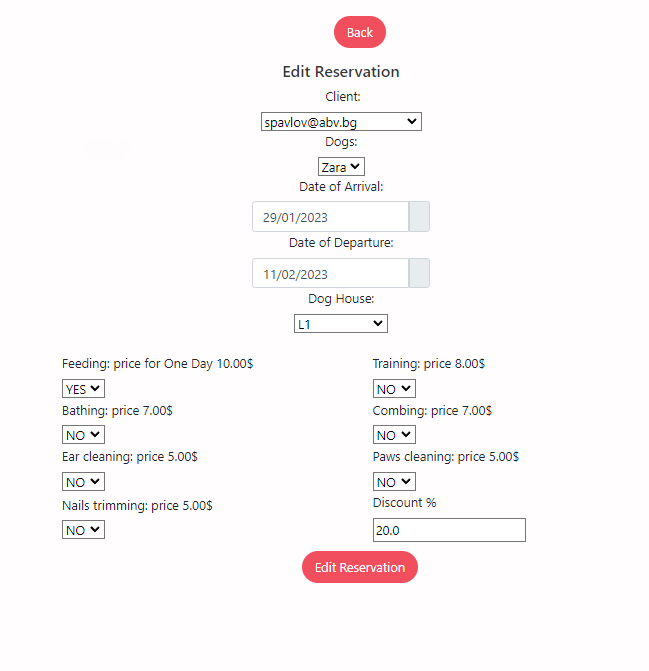 Back
Edit Reservation
Client:
spavlov@abv.bg
Dogs:
Zara
Date of Arrival:
29/01/2023
Date of Departure:
11/02/2023
Dog House:
L1
Feeding: price for One Day 10.00$
YES
Bathing: price 7.00$
NO
Ear cleaning: price 5.00$
NO
Nails trimming: price 5.00$
NO
Training: price 8.00$
NO
Combing: price 7.00$
NO
Paws cleaning: price 5.00$
NO
Discount %
20.0
Edit Reservation